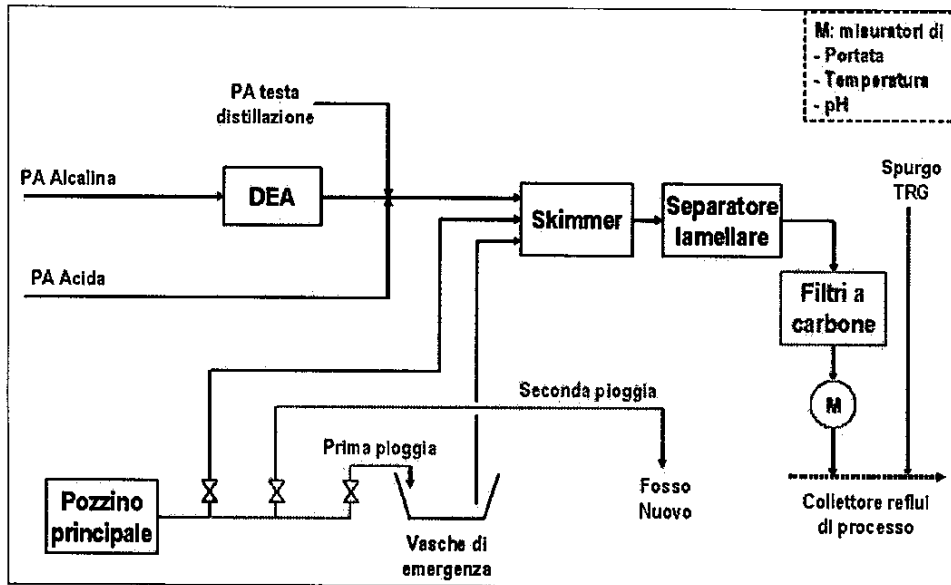 M: misuratori di
- Portata
- Temperatura
- pH
PA testa
distillazione
PA Alcalina
DEA
Skimmer
Separatore
lamellare
Spurgo
TRG
PA Acida
Filtri a
carbone
M
Seconda pioggia
Prima pioggia
Pozzino
principale
Vasche di
emergenza
Fosso
Nuovo
Collettore reflui
di processo